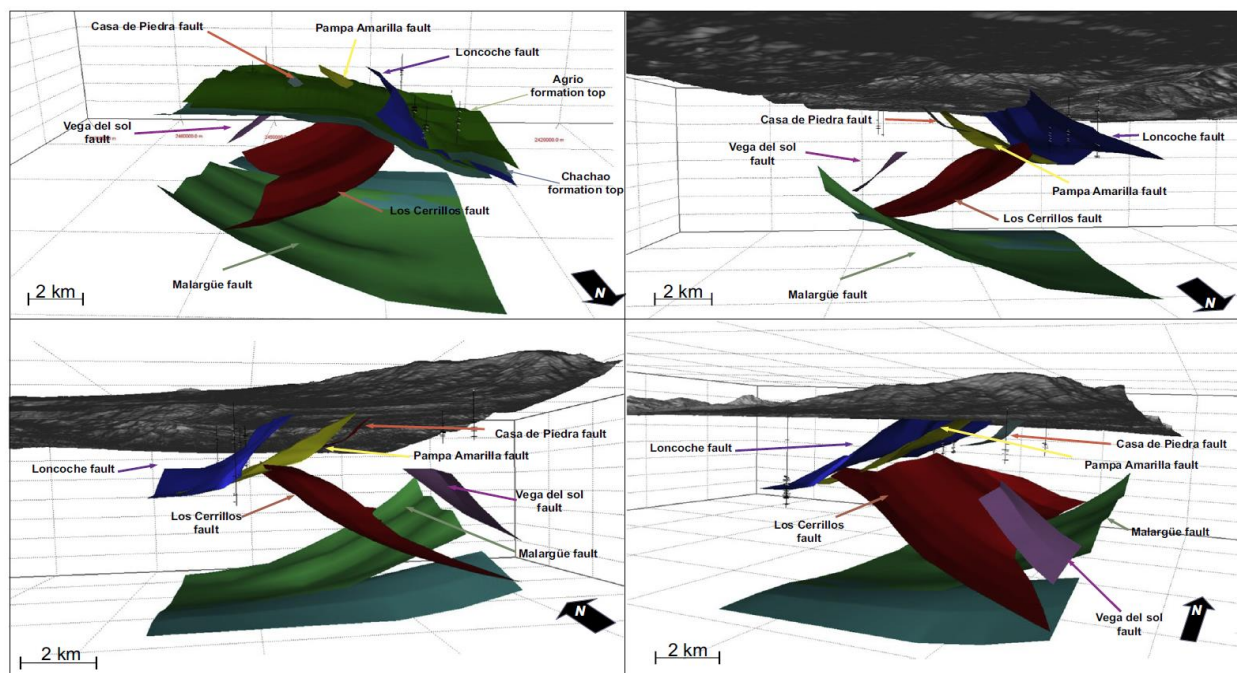 Casa de Piedra fault
Pampa Amarilla fault
Loncoche fault
Agrio
formation top
Vega del sol
fault
Chachao
formation top
Los Cerrillos fault
Malargüe fault
2 km
N
Casa de Piedra fault
Vega del sol
fault
Loncoche fault
Pampa Amarilla fault
Los Cerrillos fault
Malargüe fault
2 km
N
Loncoche fault
Casa de Piedra fault
Pampa Amarilla fault
Vega del sol
fault
Los Cerrillos
fault
Malargüe fault
2 km
N
Loncoche fault
Casa de Piedra fault
Pampa Amarilla fault
Los Cerrillos
fault
Malargüe fault
Vega del sol
fault
2 km
N